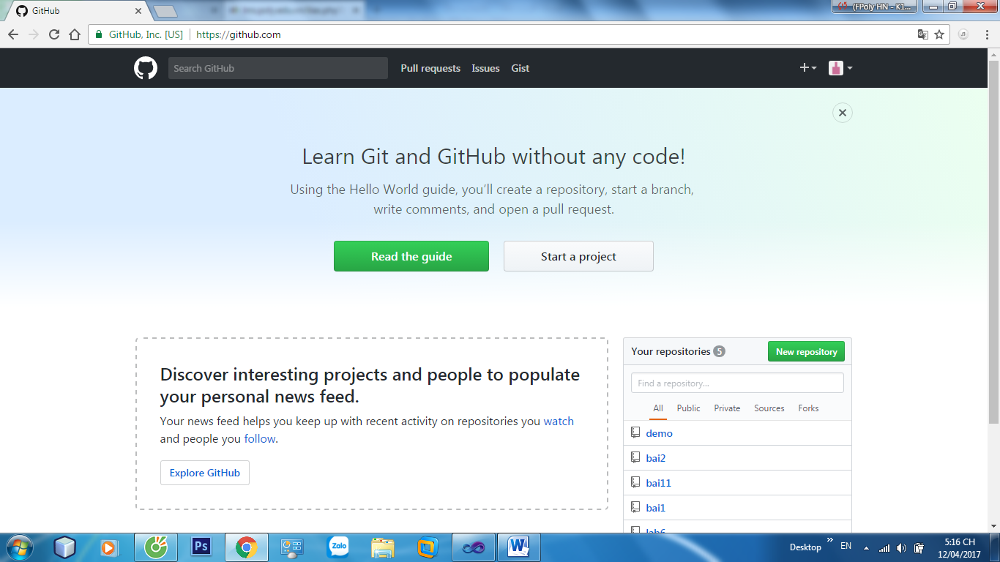 GitHub
(FPoly HN - K1...
GitHub, Inc. [US]
https://github.com
Search GitHub
Pull requests
Issues
Gist
Learn Git and GitHub without any code!
Using the Hello World guide, you'll create a repository, start a branch,
write comments, and open a pull request.
Read the guide
Start a project
Discover interesting projects and people to populate
your personal news feed.
Your news feed helps you keep up with recent activity on repositories you watch
and people you follow.
Explore GitHub
Your repositories 5
New repository
Find a repository...
All
Public
Private
Sources
Forks
demo
bai2
bai11
bai1
lab6
Ps
Zalo
W
Desktop
EN
5:16 CH
12/04/2017